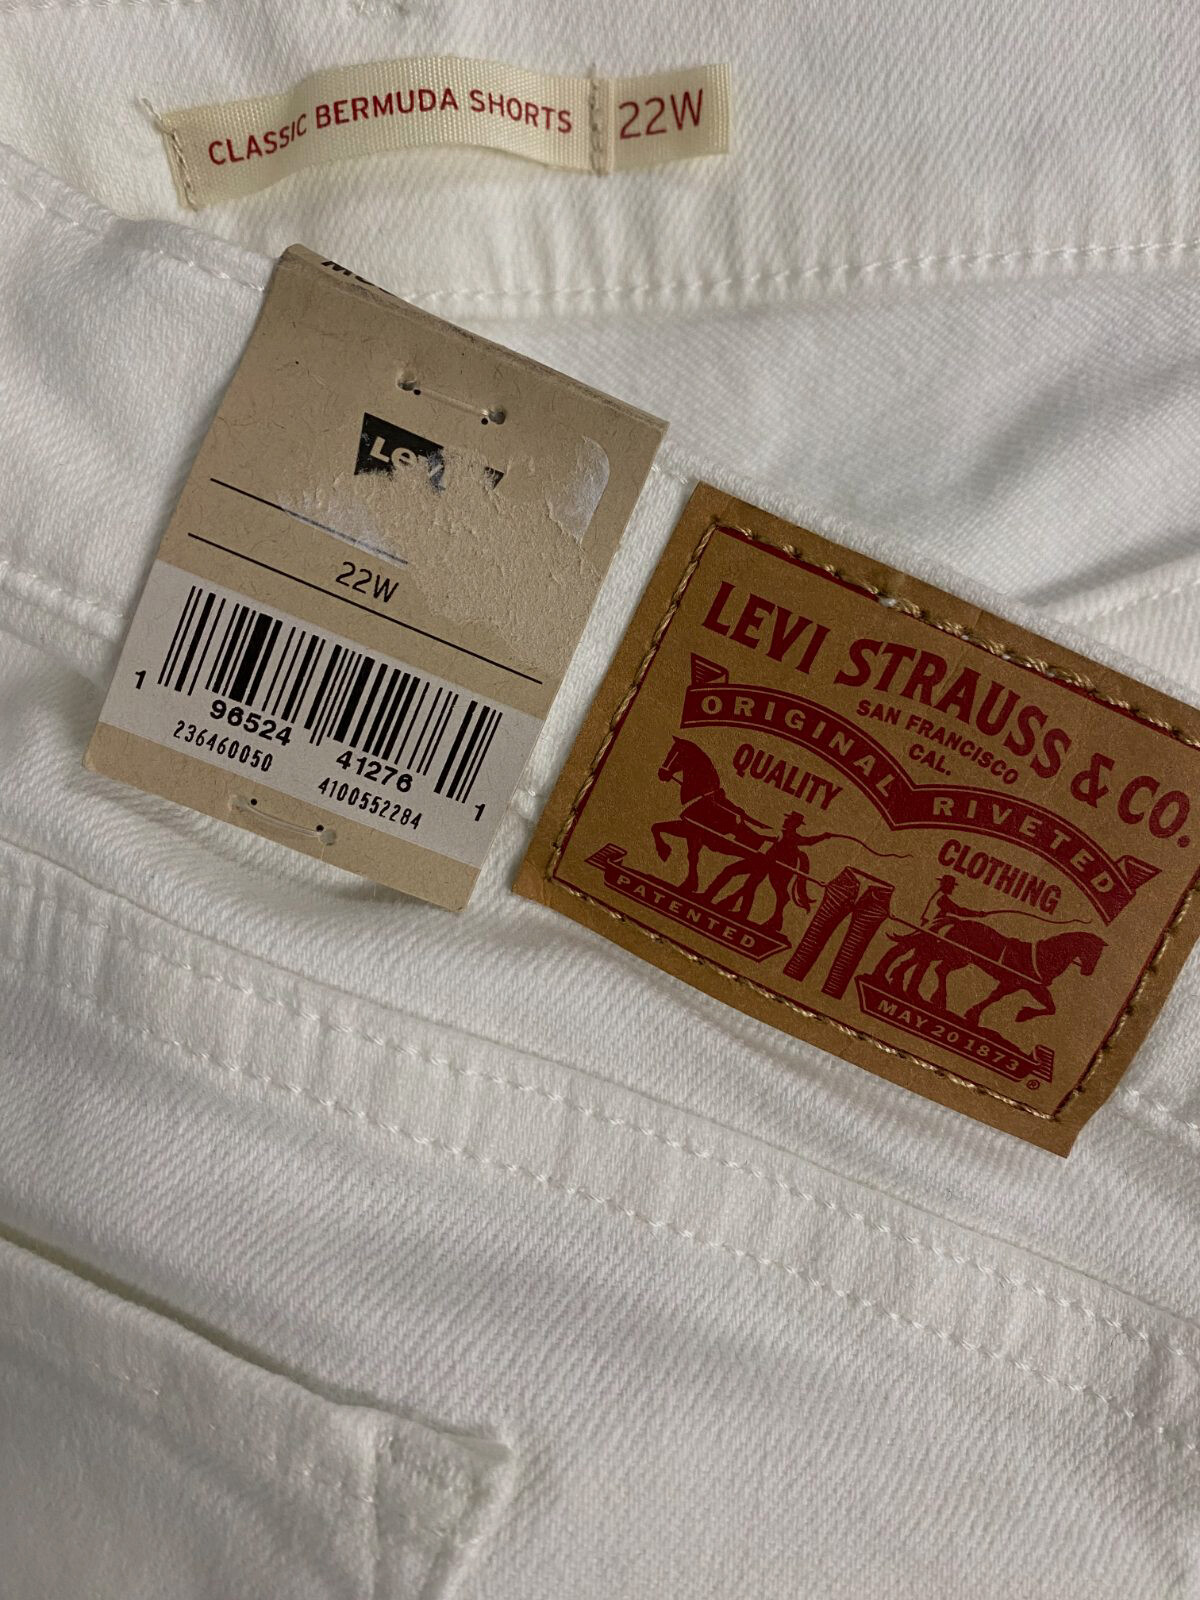 CLASSIC BERMUDA SHORTS 22W
22W
1 96524 41276 1
236460050 4100552284
LEVI STRAUSS & CO.
SAN FRANCISCO
CAL.
ORIGINAL RIVETED
QUALITY CLOTHING
PATENTED
MAY 20 1873
®